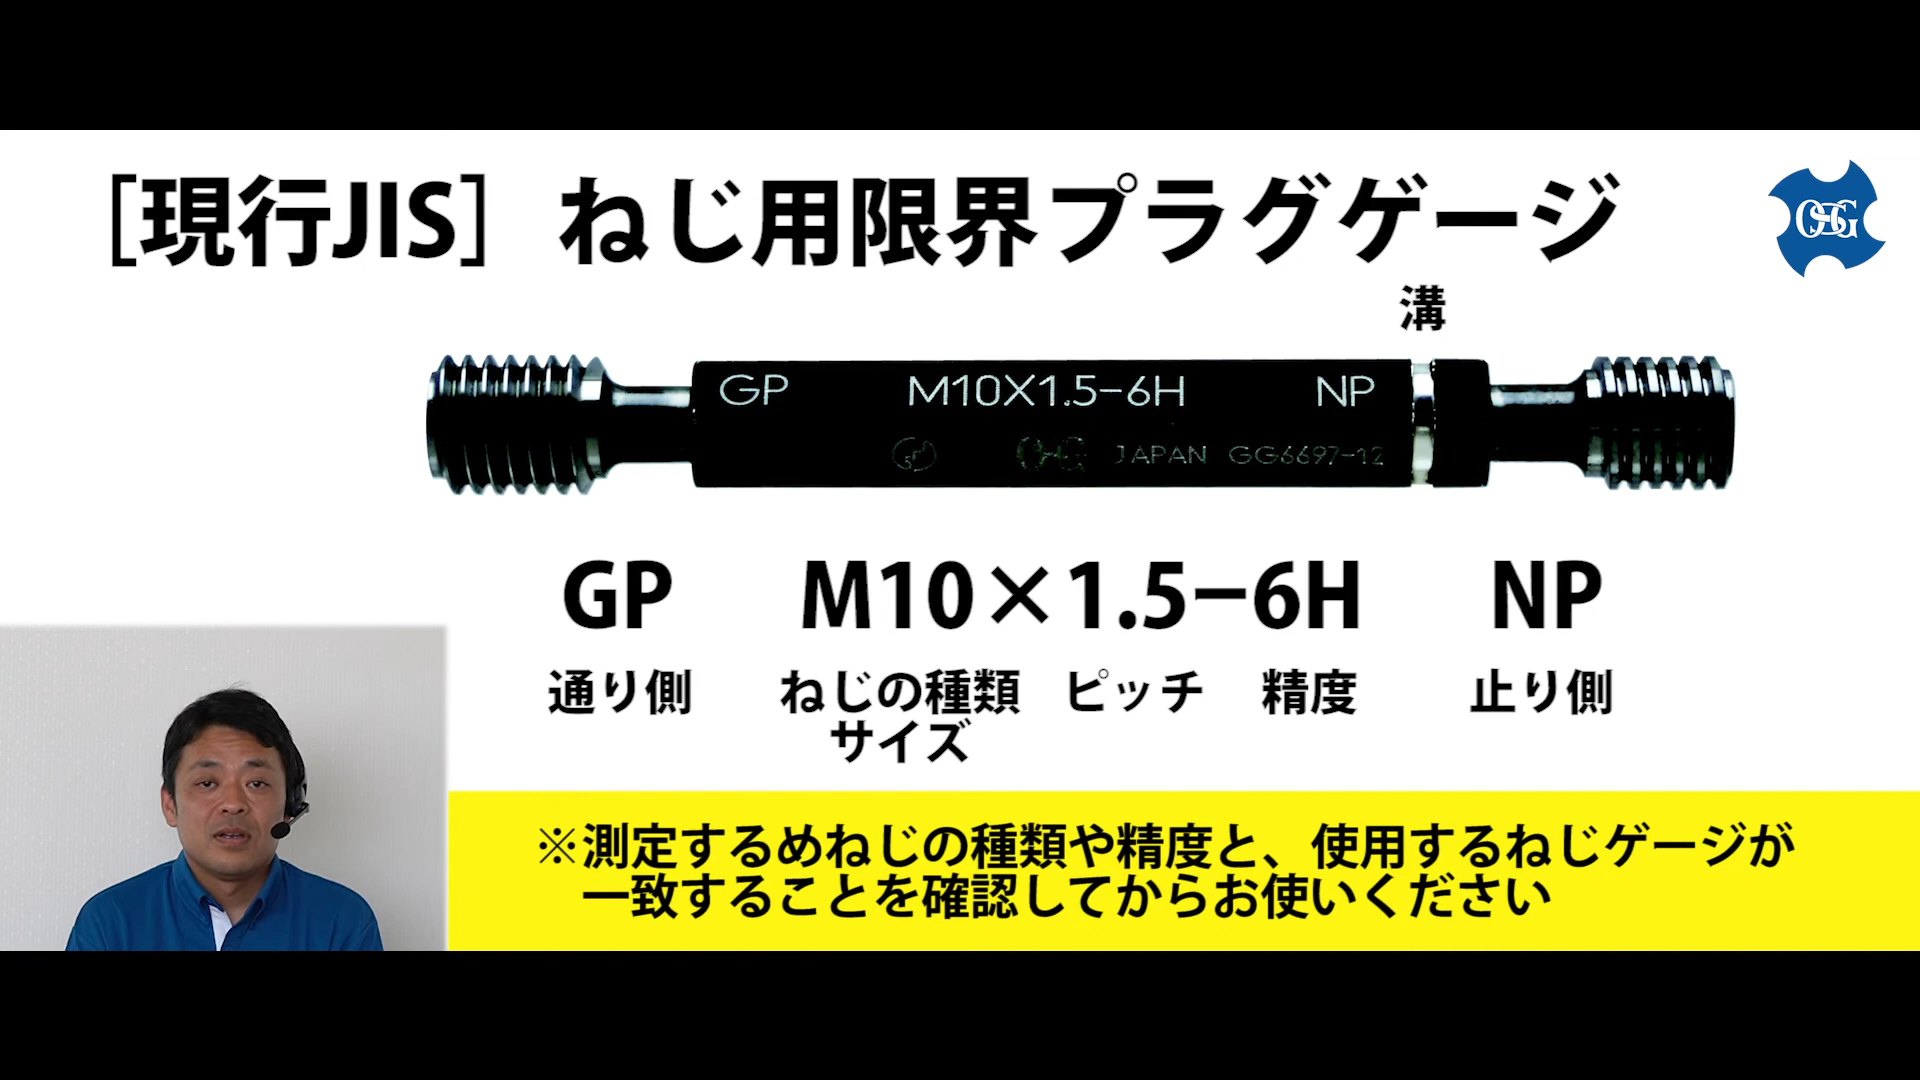 ［現行JIS］ ねじ用限界プラグゲージ
OSG
溝
GP M10X1.5-6H NP
OSG JAPAN GG6697-12
GP M10×1.5−6H NP
通り側 ねじの種類 ピッチ 精度 止り側
サイズ
※測定するめねじの種類や精度と、使用するねじゲージが
一致することを確認してからお使いください